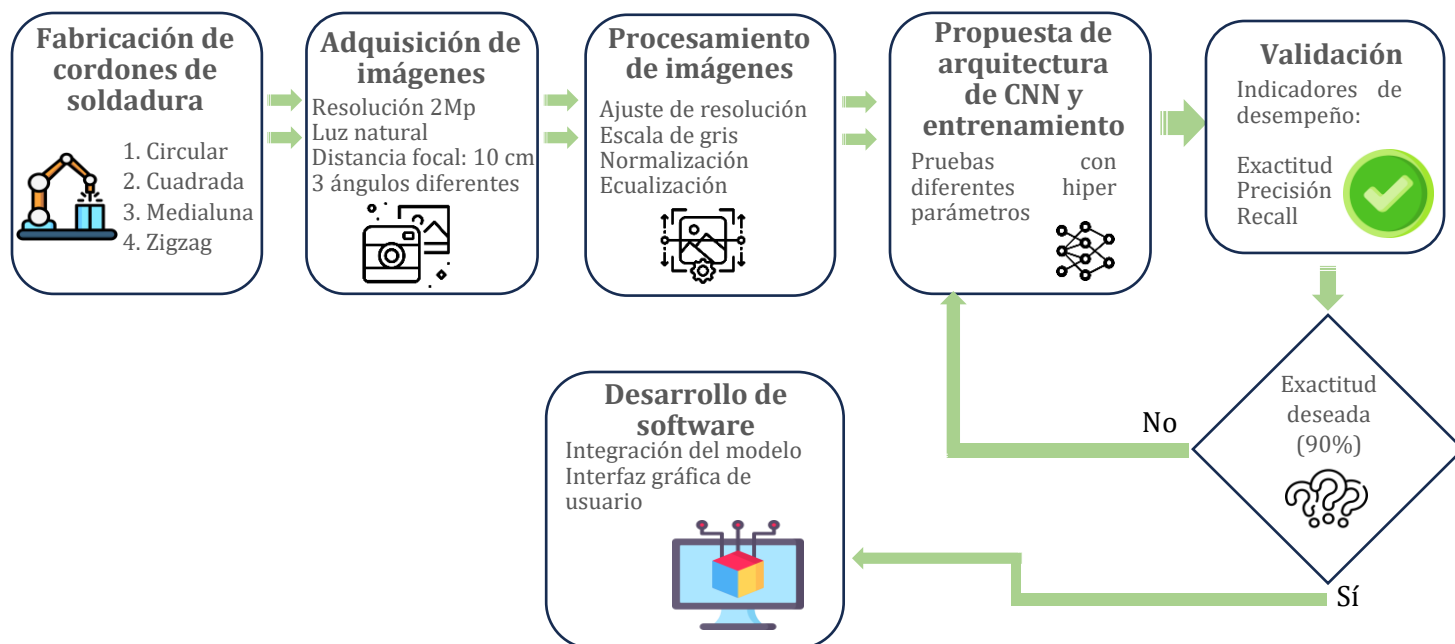 Fabricación de
cordones de
soldadura
1. Circular
2. Cuadrada
3. Medialuna
4. Zigzag
Adquisición de
imágenes
Resolución 2Mp
Luz natural
Distancia focal: 10 cm
3 ángulos diferentes
Procesamiento
de imágenes
Ajuste de resolución
Escala de gris
Normalización
Ecualización
Propuesta de
arquitectura
de CNN y
entrenamiento
Pruebas con
diferentes hiper
parámetros
Validación
Indicadores de
desempeño:
Exactitud
Precisión
Recall
Exactitud
deseada
(90%)
No
Sí
Desarrollo de
software
Integración del modelo
Interfaz gráfica de
usuario